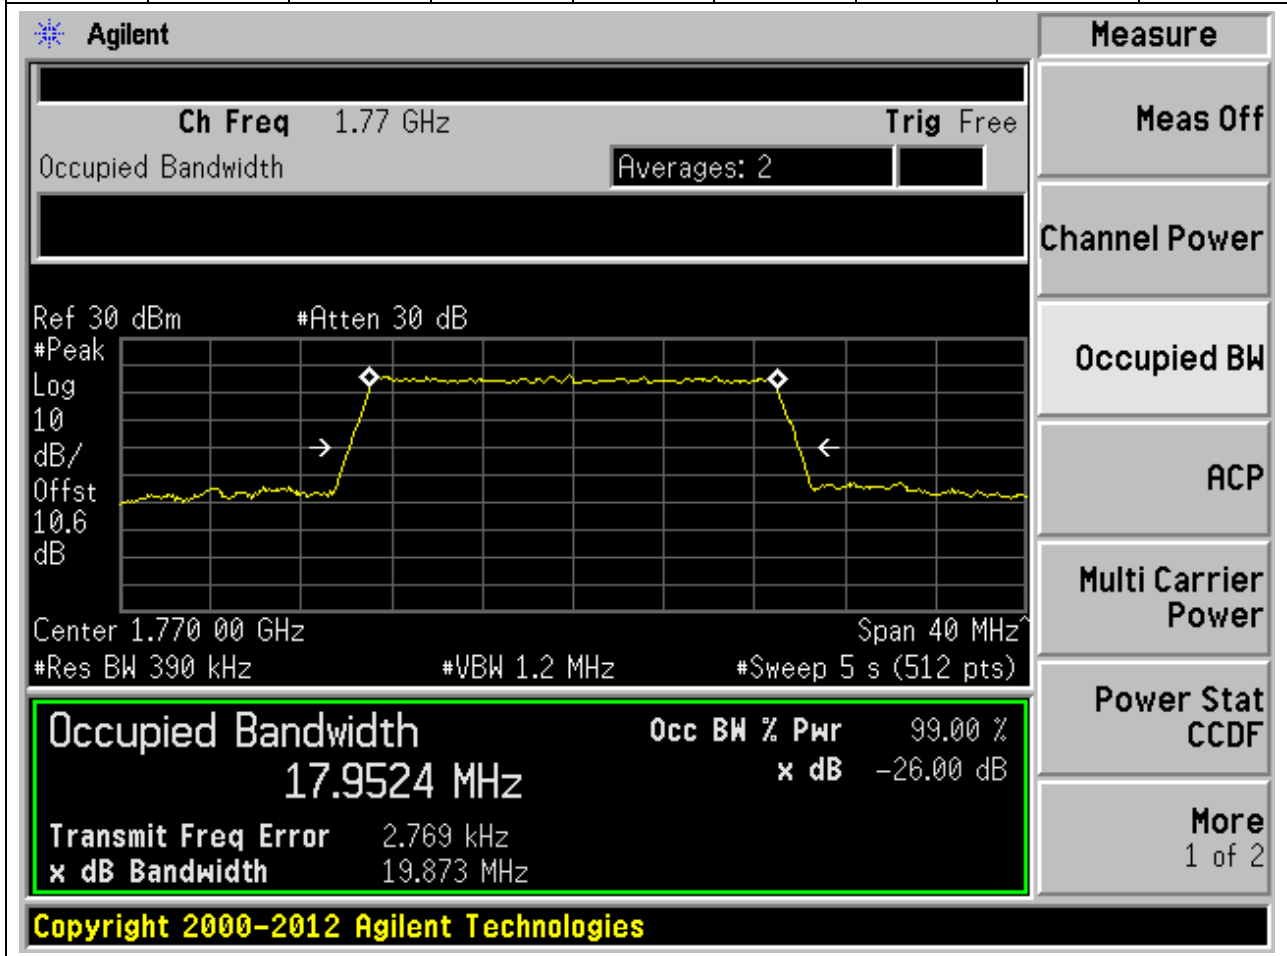 Agilent
Measure
Ch Freq 1.77 GHz Trig Free
Meas Off
Occupied Bandwidth Averages: 2
Channel Power
Ref 30 dBm #Atten 30 dB
#Peak
Log
10
dB/
Offst
10.6
dB
Occupied BW
ACP
Center 1.770 00 GHz Span 40 MHz^
#Res BW 390 kHz #VBW 1.2 MHz #Sweep 5 s (512 pts)
Multi Carrier
Power
Occupied Bandwidth Occ BW % Pwr 99.00 %
17.9524 MHz x dB -26.00 dB
Transmit Freq Error 2.769 kHz
x dB Bandwidth 19.873 MHz
Power Stat
CCDF
More
1 of 2
Copyright 2000-2012 Agilent Technologies